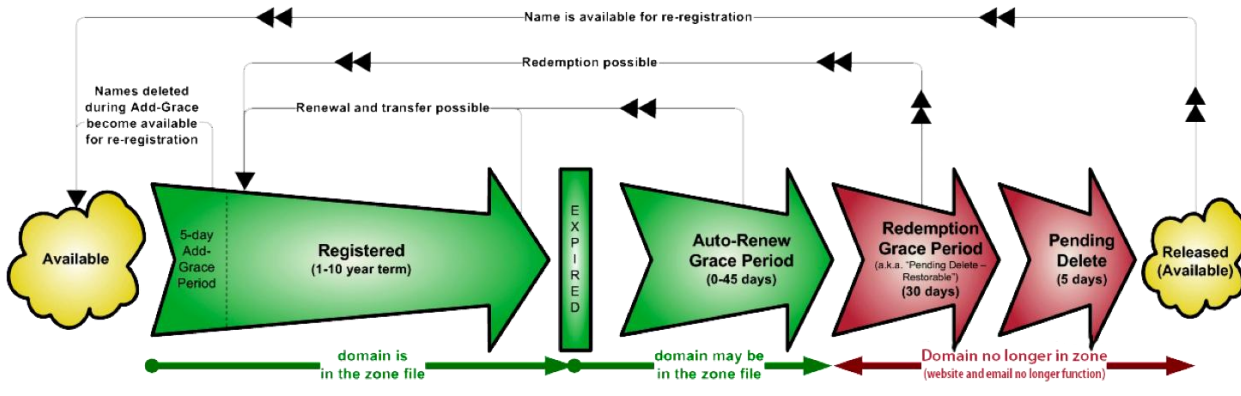 Name is available for re-registration
Redemption possible
Names deleted
during Add-Grace
become available
for re-registration
Renewal and transfer possible
Available
5-day
Add-
Grace
Period
Registered
(1-10 year term)
EXPIRED
Auto-Renew
Grace Period
(0-45 days)
Redemption
Grace Period
(a.k.a. "Pending Delete –
Restorable")
(30 days)
Pending
Delete
(5 days)
Released
(Available)
domain is
in the zone file
domain may be
in the zone file
Domain no longer in zone
(website and email no longer function)